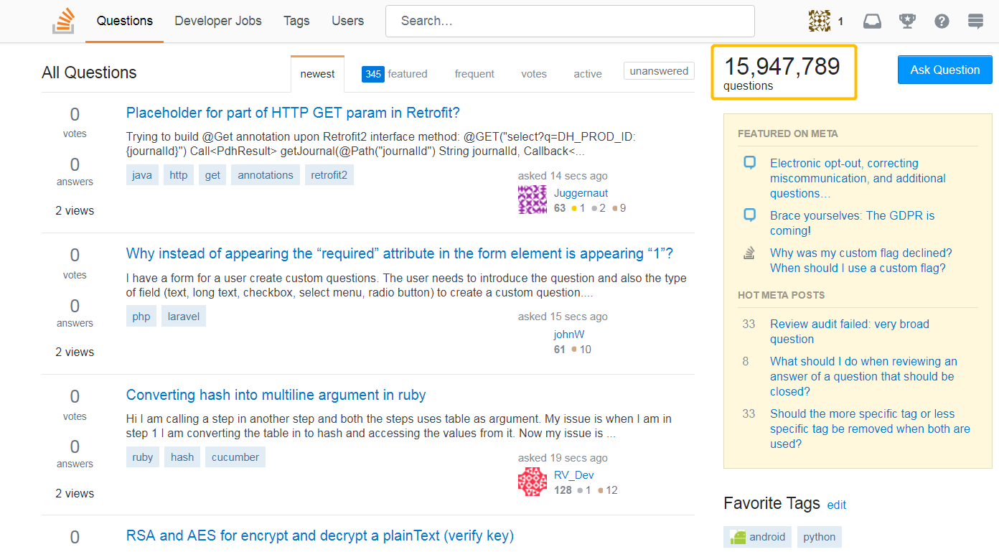 Questions Developer Jobs Tags Users Search… 1
All Questions newest 345 featured frequent votes active unanswered
15,947,789
questions
Ask Question
0
votes
0
answers
2 views
Placeholder for part of HTTP GET param in Retrofit?
Trying to build @Get annotation upon Retrofit2 interface method: @GET("select?q=DH_PROD_ID:
{journalId}") Call<PdhResult> getJournal(@Path("journalId") String journalId, Callback<...
java http get annotations retrofit2
asked 14 secs ago
Juggernaut
63 1 2 9
0
votes
0
answers
2 views
Why instead of appearing the “required” attribute in the form element is appearing “1”?
I have a form for a user create custom questions. The user needs to introduce the question and also the type
of field (text, long text, checkbox, select menu, radio button) to create a custom question....
php laravel
asked 15 secs ago
johnW
61 10
0
votes
0
answers
2 views
Converting hash into multiline argument in ruby
Hi I am calling a step in another step and both the steps uses table as argument. My issue is when I am in
step 1 I am converting the table in to hash and accessing the values from it. Now my issue is ...
ruby hash cucumber
asked 19 secs ago
RV_Dev
128 1 12
0
RSA and AES for encrypt and decrypt a plainText (verify key)
FEATURED ON META
Electronic opt-out, correcting
miscommunication, and additional
questions…
Brace yourselves: The GDPR is
coming!
Why was my custom flag declined?
When should I use a custom flag?
HOT META POSTS
33 Review audit failed: very broad
question
8 What should I do when reviewing an
answer of a question that should be
closed?
33 Should the more specific tag or less
specific tag be removed when both are
used?
Favorite Tags edit
android python